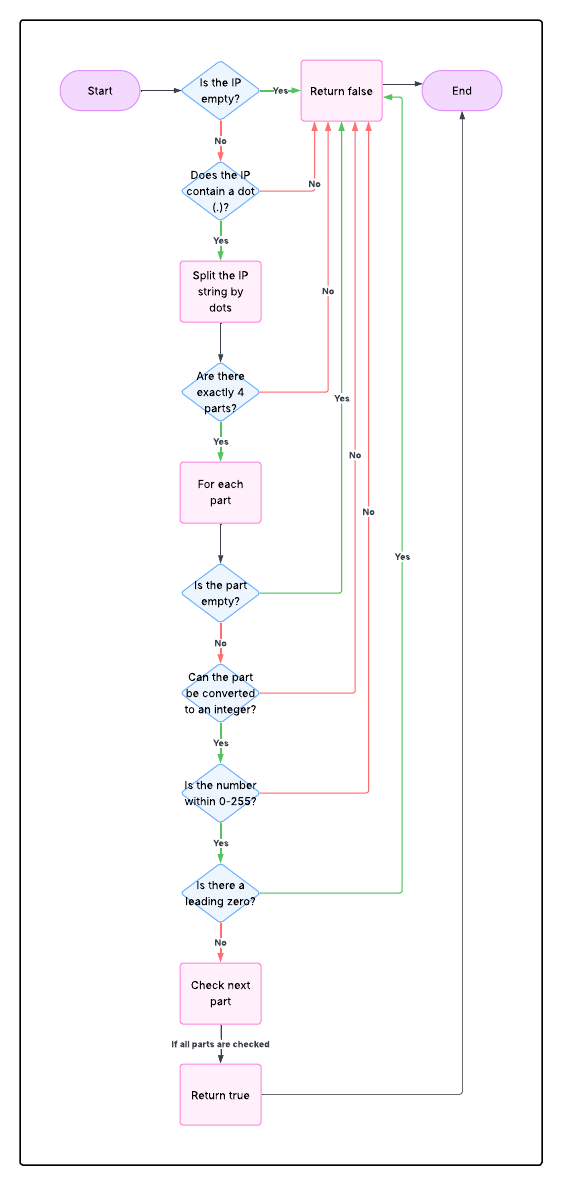 Start
Is the IP
empty?
Yes
Return false
End
No
Does the IP
contain a dot
(.)?
No
Yes
Split the IP
string by
dots
No
Are there
exactly 4
parts?
Yes
Yes
No
For each
part
No
Yes
Is the part
empty?
No
Can the part
be converted
to an integer?
Yes
Is the number
within 0-255?
Yes
Is there a
leading zero?
No
Check next
part
If all parts are checked
Return true